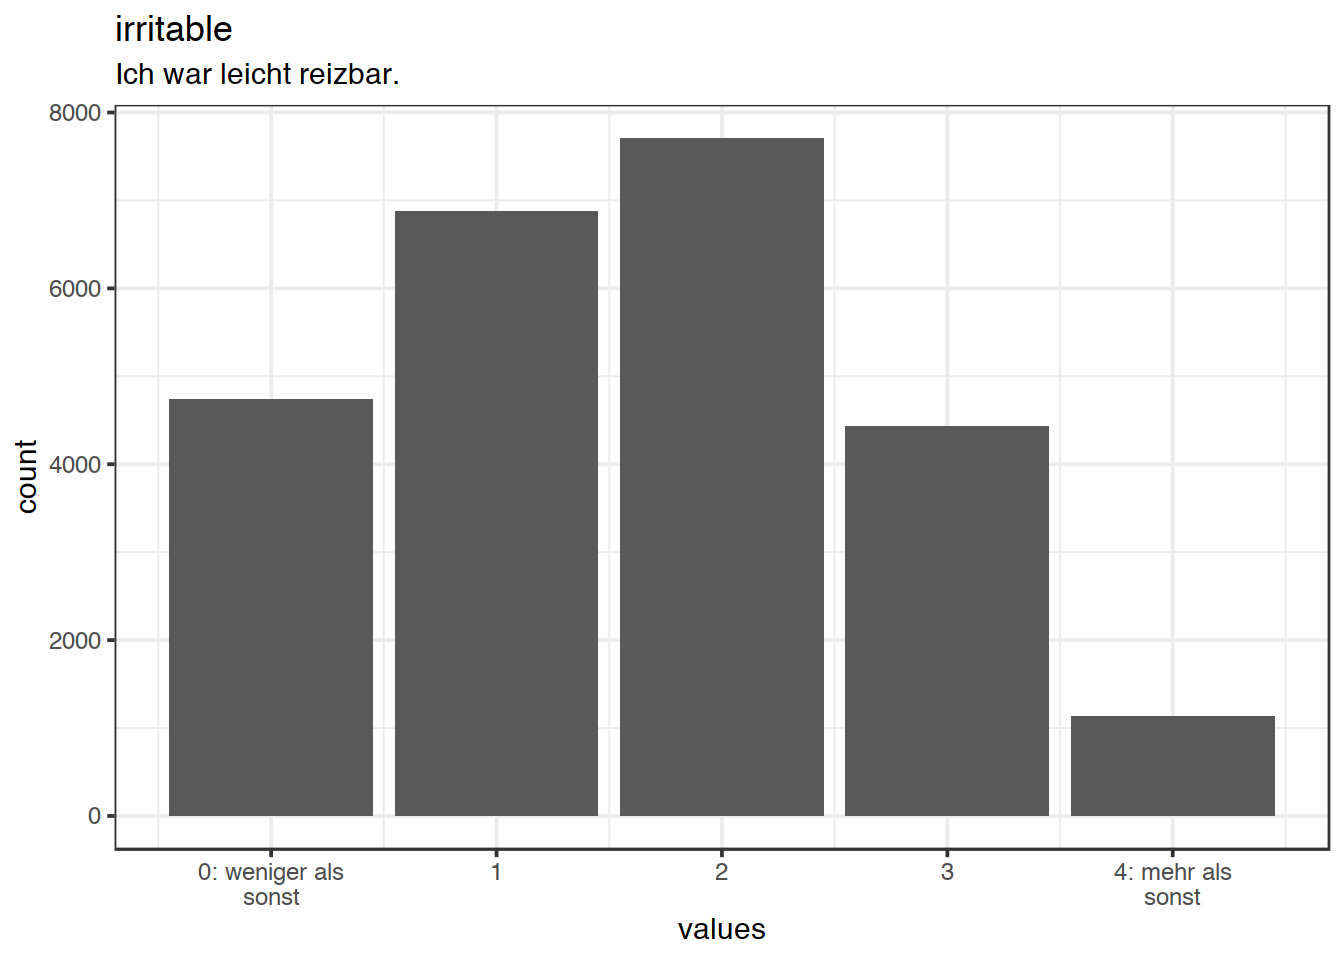 irritable
Ich war leicht reizbar.
8000
6000
4000
2000
0
count
0: weniger als
sonst
1
2
3
4: mehr als
sonst
values